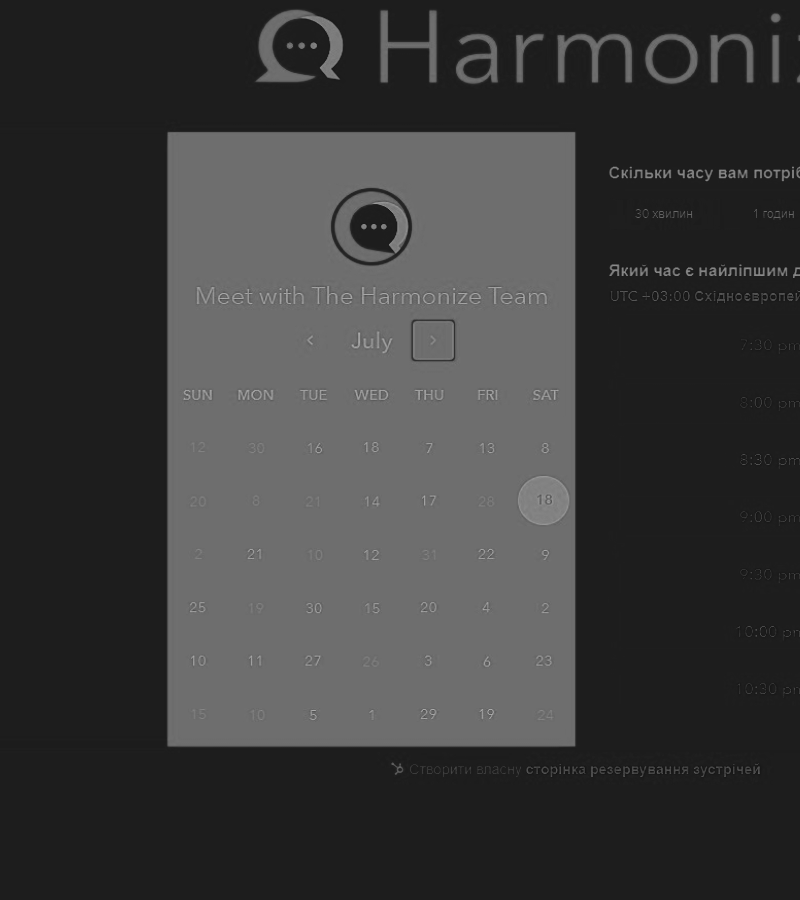 Harmoniz
Meet with The Harmonize Team
July
SUN MON TUE WED THU FRI SAT
12 30 16 18 7 13 8
20 8 21 14 17 28 18
2 21 10 12 31 22 9
25 19 30 15 20 4 2
10 11 27 26 3 6 23
15 10 5 1 29 19 24
Скільки часу вам потріб
30 хвилин 1 годин
Який час є найліпшим д
UTC +03:00 Східноєвропей
7:30 pm
8:00 pm
8:30 pm
9:00 pm
9:30 pm
10:00 pm
10:30 pm
Створити власну сторінка резервування зустрічей